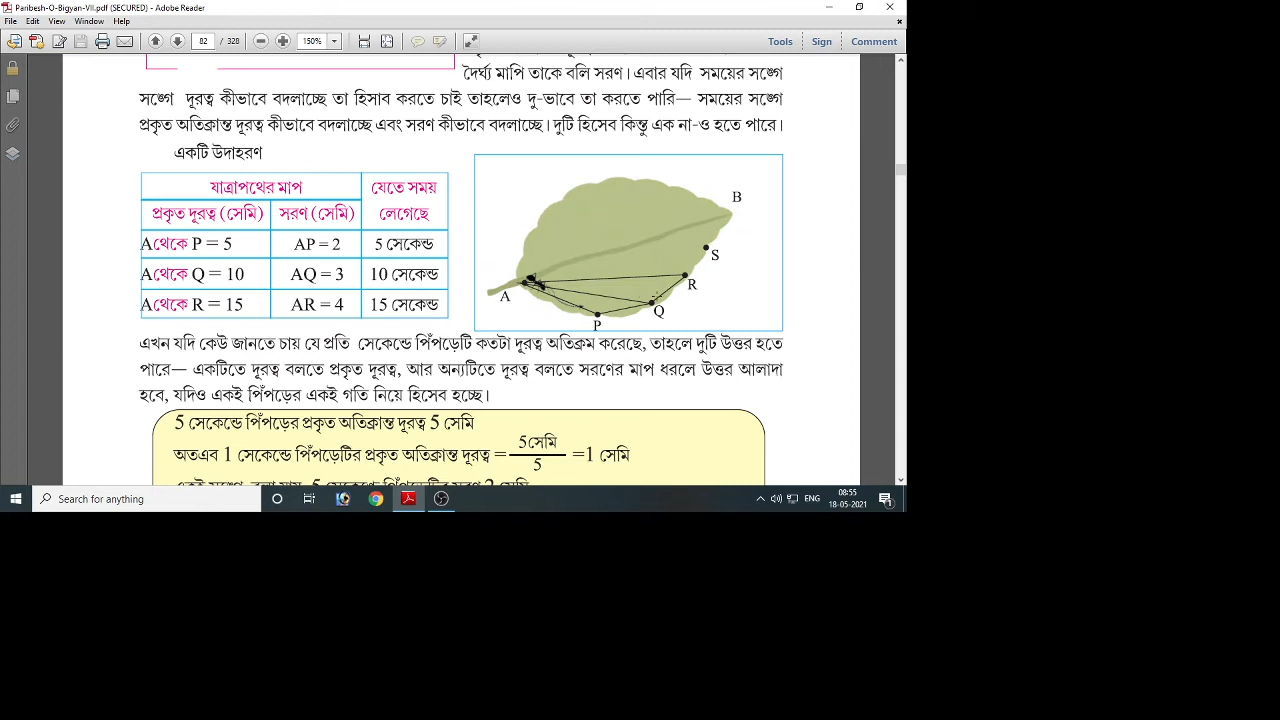 Paribesh-O-Bigyan-VII.pdf (SECURED) - Adobe Reader
File Edit View Window Help
82 / 328 150% Tools Sign Comment
দৈর্ঘ্য মাপি তাকে বলি সরণ। এবার যদি সময়ের সঙ্গে
সঙ্গে দূরত্ব কীভাবে বদলাচ্ছে তা হিসাব করতে চাই তাহলেও দু-ভাবে তা করতে পারি— সময়ের সঙ্গে
প্রকৃত অতিক্রান্ত দূরত্ব কীভাবে বদলাচ্ছে এবং সরণ কীভাবে বদলাচ্ছে। দুটি হিসেব কিন্তু এক না-ও হতে পারে।
একটি উদাহরণ
যাত্রাপথের মাপ যেতে সময়
প্রকৃত দূরত্ব (সেমি) সরণ (সেমি) লেগেছে
A থেকে P = 5 AP = 2 5 সেকেন্ড
A থেকে Q = 10 AQ = 3 10 সেকেন্ড
A থেকে R = 15 AR = 4 15 সেকেন্ড
B
S
R
A
Q
P
এখন যদি কেউ জানতে চায় যে প্রতি সেকেন্ডে পিঁপড়েটি কতটা দূরত্ব অতিক্রম করেছে, তাহলে দুটি উত্তর হতে
পারে— একটিতে দূরত্ব বলতে প্রকৃত দূরত্ব, আর অন্যটিতে দূরত্ব বলতে সরণের মাপ ধরলে উত্তর আলাদা
হবে, যদিও একই পিঁপড়ের একই গতি নিয়ে হিসেব হচ্ছে।
5 সেকেন্ডে পিঁপড়ের প্রকৃত অতিক্রান্ত দূরত্ব 5 সেমি
অতএব 1 সেকেন্ডে পিঁপড়েটির প্রকৃত অতিক্রান্ত দূরত্ব = 5সেমি/5 =1 সেমি
Search for anything
ENG 08:55
18-05-2021